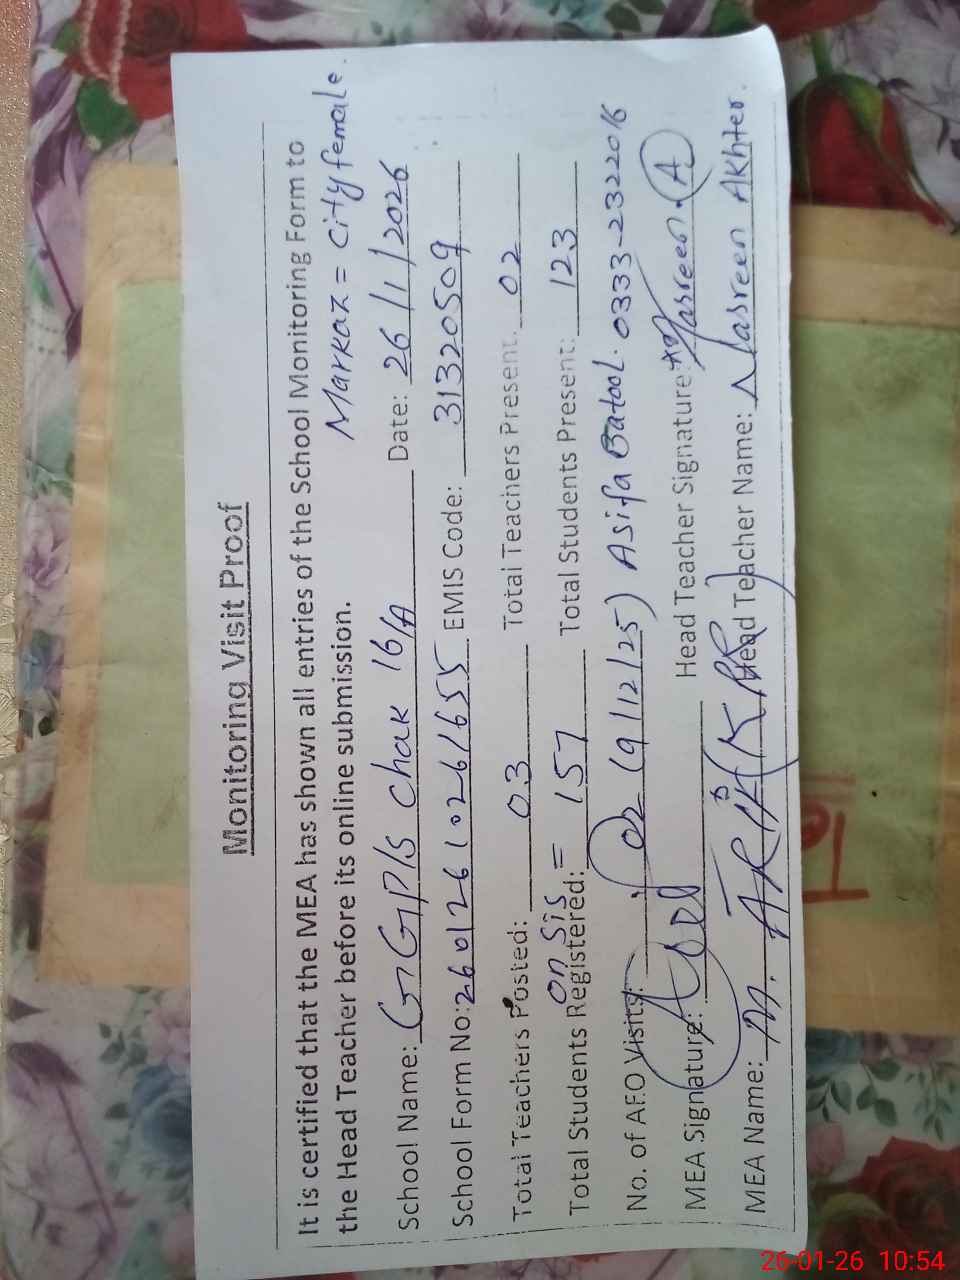 Monitoring Visit Proof
It is certified that the MEA has shown all entries of the School Monitoring Form to
the Head Teacher before its online submission.
Markaz = City female.
School Name: GGP/S Chak 16/A Date: 26/1/2026
School Form No: 26012610261655 EMIS Code: 31320509
Total Teachers Posted: 03 Total Teachers Present: 02
on SIS
Total Students Registered: = 157 Total Students Present: 123
No. of AEO Visits: 02 (9/12/25) Asifa Batool. 0333-2322016
MEA Signature: Head Teacher Signature: Nasreen. A
MEA Name: M. Head Teacher Name: Nasreen Akhter.
26-01-26 10:54